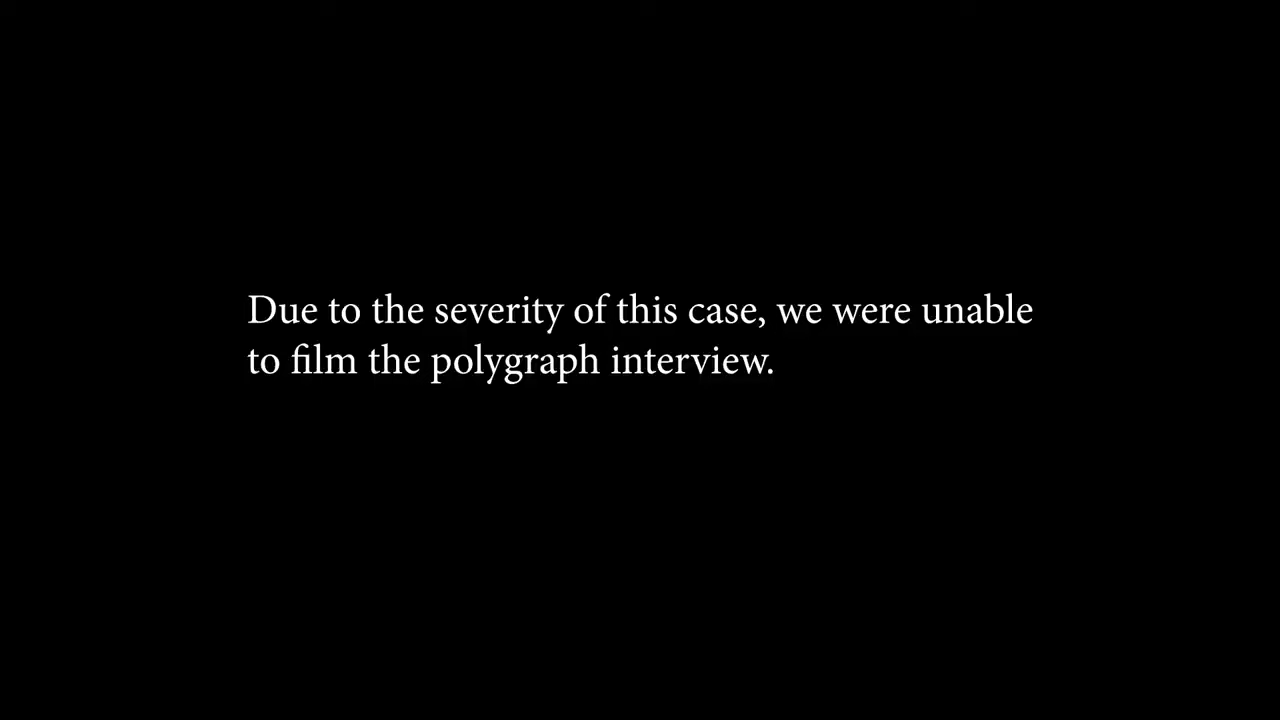 Due to the severity of this case, we were unable
to film the polygraph interview.